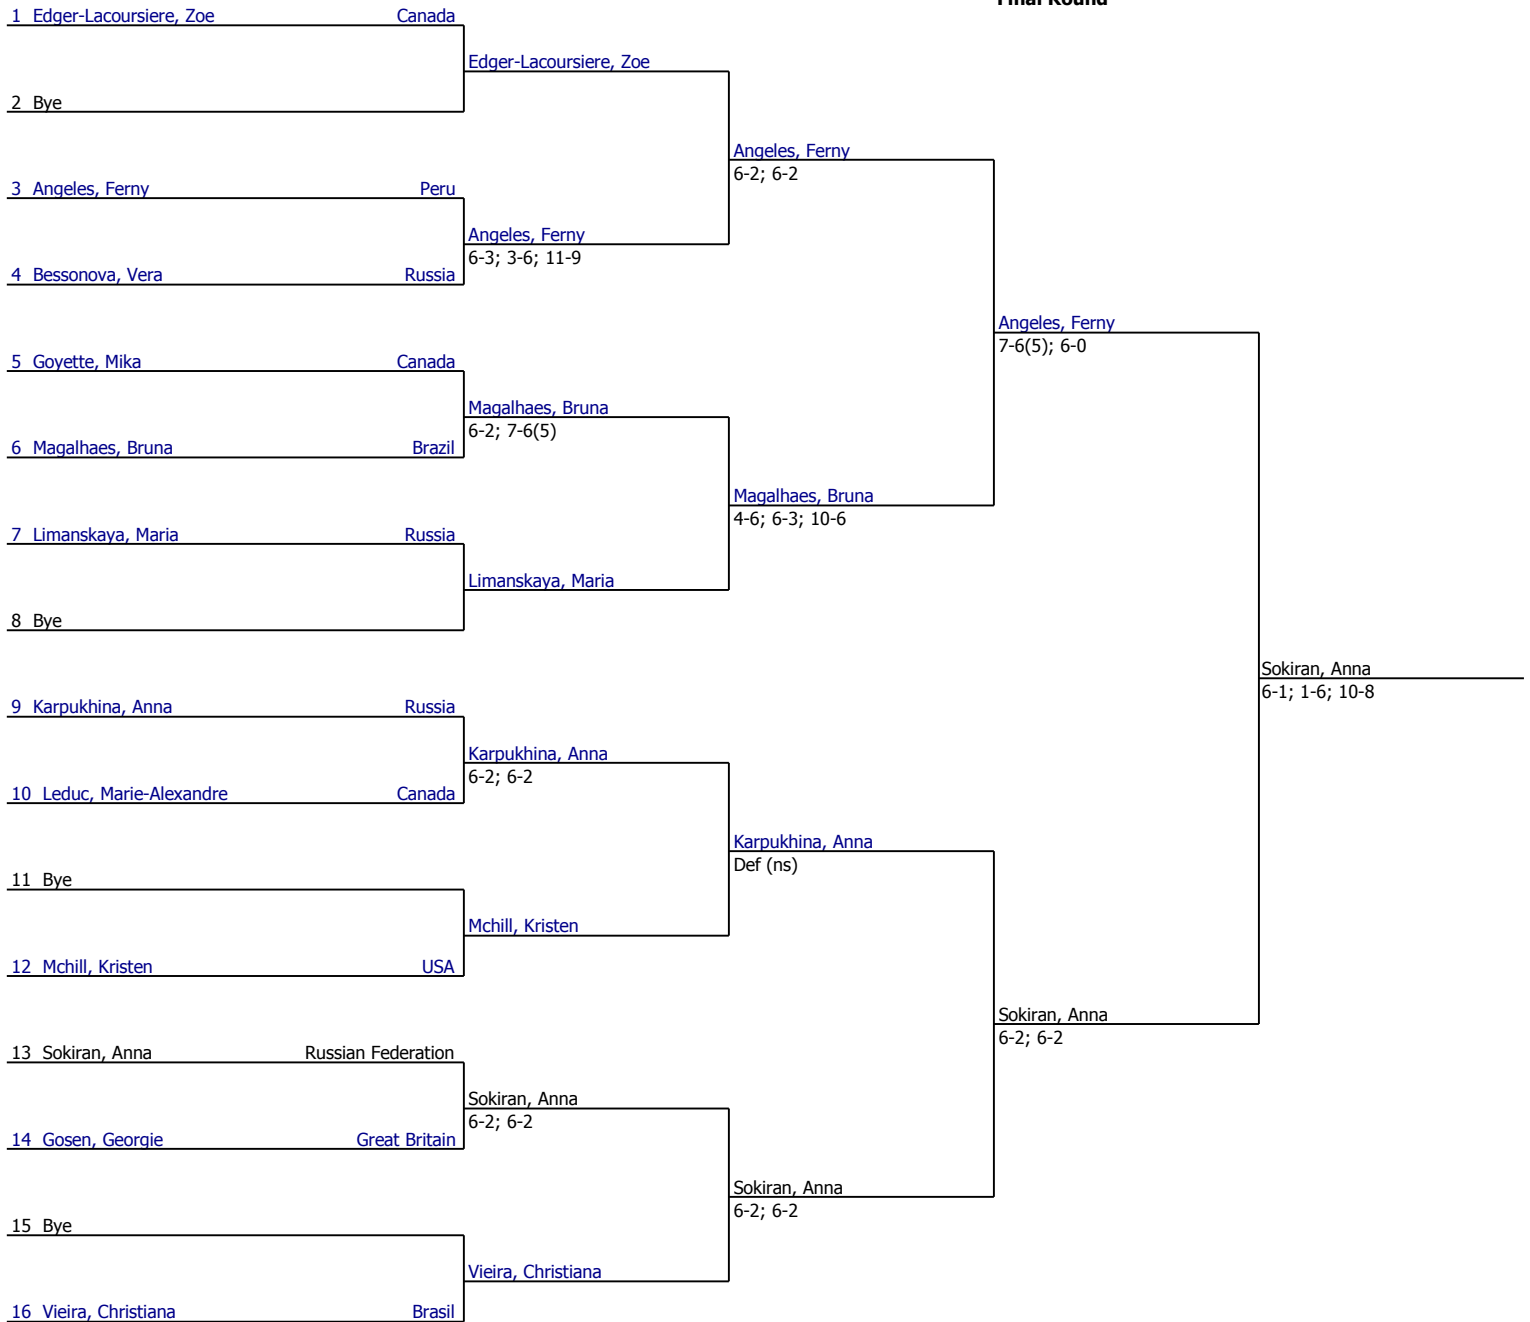 Final Round
1 Edger-Lacoursiere, Zoe Canada
Edger-Lacoursiere, Zoe
2 Bye
Angeles, Ferny
6-2; 6-2
3 Angeles, Ferny Peru
Angeles, Ferny
6-3; 3-6; 11-9
4 Bessonova, Vera Russia
Angeles, Ferny
7-6(5); 6-0
5 Goyette, Mika Canada
Magalhaes, Bruna
6-2; 7-6(5)
6 Magalhaes, Bruna Brazil
Magalhaes, Bruna
4-6; 6-3; 10-6
7 Limanskaya, Maria Russia
Limanskaya, Maria
8 Bye
Sokiran, Anna
6-1; 1-6; 10-8
9 Karpukhina, Anna Russia
Karpukhina, Anna
6-2; 6-2
10 Leduc, Marie-Alexandre Canada
Karpukhina, Anna
Def (ns)
11 Bye
Mchill, Kristen
12 Mchill, Kristen USA
Sokiran, Anna
6-2; 6-2
13 Sokiran, Anna Russian Federation
Sokiran, Anna
6-2; 6-2
14 Gosen, Georgie Great Britain
Sokiran, Anna
6-2; 6-2
15 Bye
Vieira, Christiana
16 Vieira, Christiana Brasil